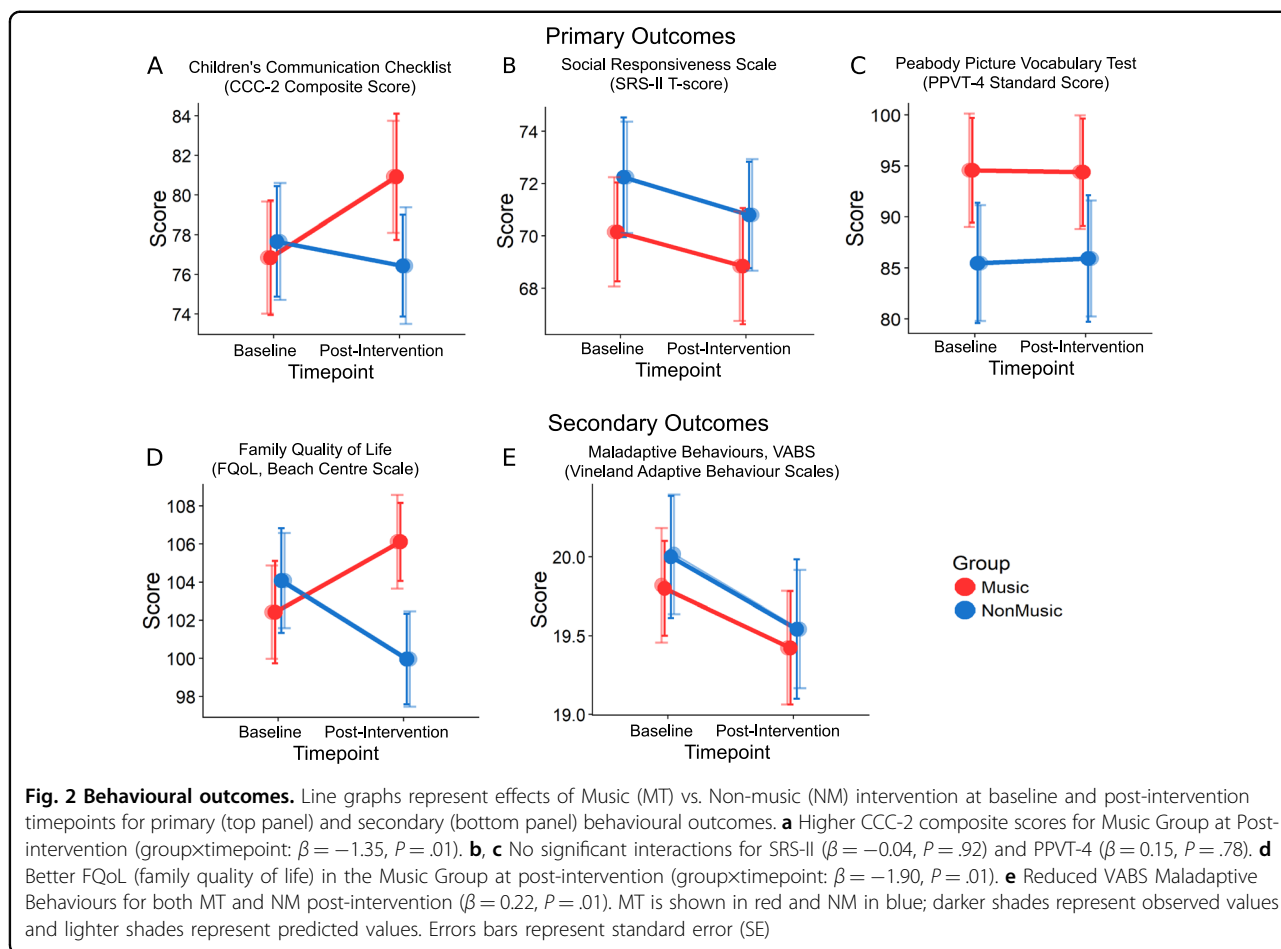 Primary Outcomes
A
Children's Communication Checklist
(CCC-2 Composite Score)
84
82
80
78
76
74
Score
Baseline Post-Intervention
Timepoint
B
Social Responsiveness Scale
(SRS-II T-score)
74
72
70
68
Score
Baseline Post-Intervention
Timepoint
C
Peabody Picture Vocabulary Test
(PPVT-4 Standard Score)
100
95
90
85
80
Score
Baseline Post-Intervention
Timepoint
Secondary Outcomes
D
Family Quality of Life
(FQoL, Beach Centre Scale)
108
106
104
102
100
98
Score
Baseline Post-Intervention
Timepoint
E
Maladaptive Behaviours, VABS
(Vineland Adaptive Behaviour Scales)
20.0
19.5
19.0
Score
Baseline Post-Intervention
Timepoint
Group
Music
NonMusic
Fig. 2 Behavioural outcomes. Line graphs represent effects of Music (MT) vs. Non-music (NM) intervention at baseline and post-intervention
timepoints for primary (top panel) and secondary (bottom panel) behavioural outcomes. a Higher CCC-2 composite scores for Music Group at Post-
intervention (group×timepoint: β = −1.35, P = .01). b, c No significant interactions for SRS-II (β = −0.04, P = .92) and PPVT-4 (β = 0.15, P = .78). d
Better FQoL (family quality of life) in the Music Group at post-intervention (group×timepoint: β = −1.90, P = .01). e Reduced VABS Maladaptive
Behaviours for both MT and NM post-intervention (β = 0.22, P = .01). MT is shown in red and NM in blue; darker shades represent observed values
and lighter shades represent predicted values. Errors bars represent standard error (SE)